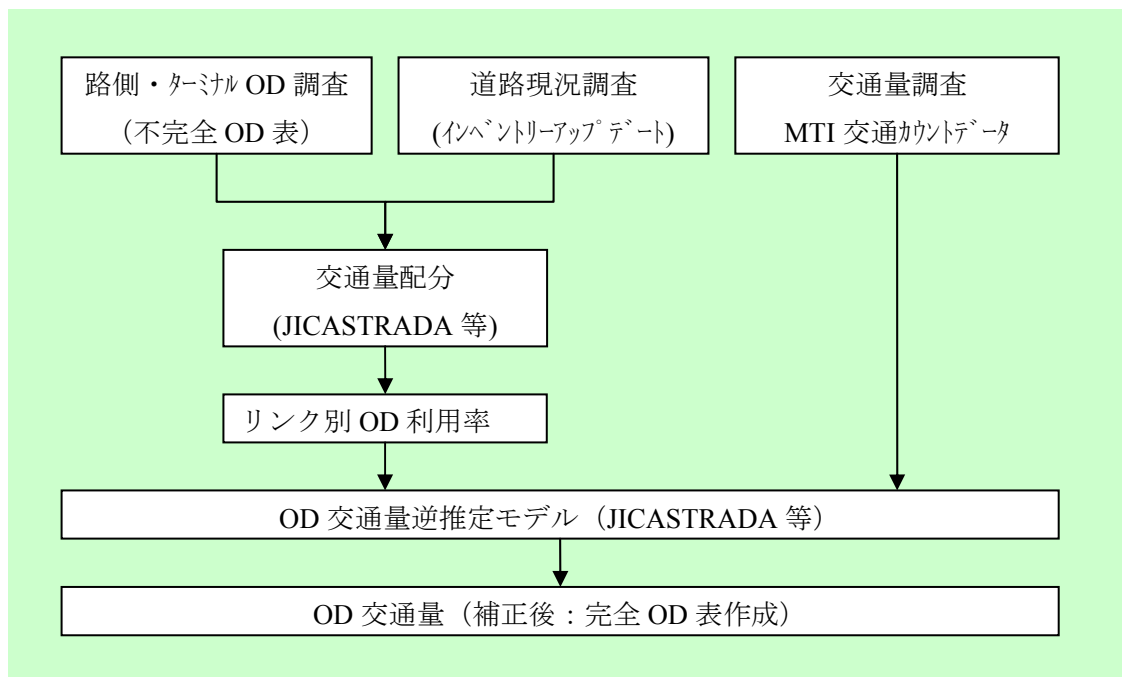 路側・ﾀｰﾐﾅﾙ OD 調査
（不完全 OD 表）
道路現況調査
(ｲﾝﾍﾞﾝﾄﾘｰｱｯﾌﾟﾃﾞｰﾄ)
交通量調査
MTI 交通ｶｳﾝﾄﾃﾞｰﾀ
交通量配分
(JICASTRADA 等)
リンク別 OD 利用率
OD 交通量逆推定モデル（JICASTRADA 等）
OD 交通量（補正後：完全 OD 表作成）